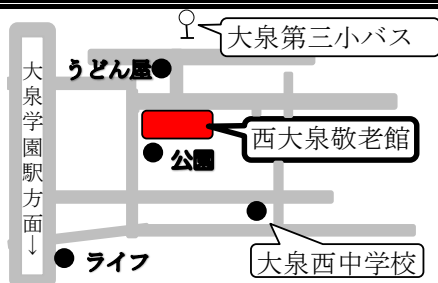 大泉第三小バス
うどん屋
大泉学園駅方面↓
西大泉敬老館
公園
大泉西中学校
ライフ